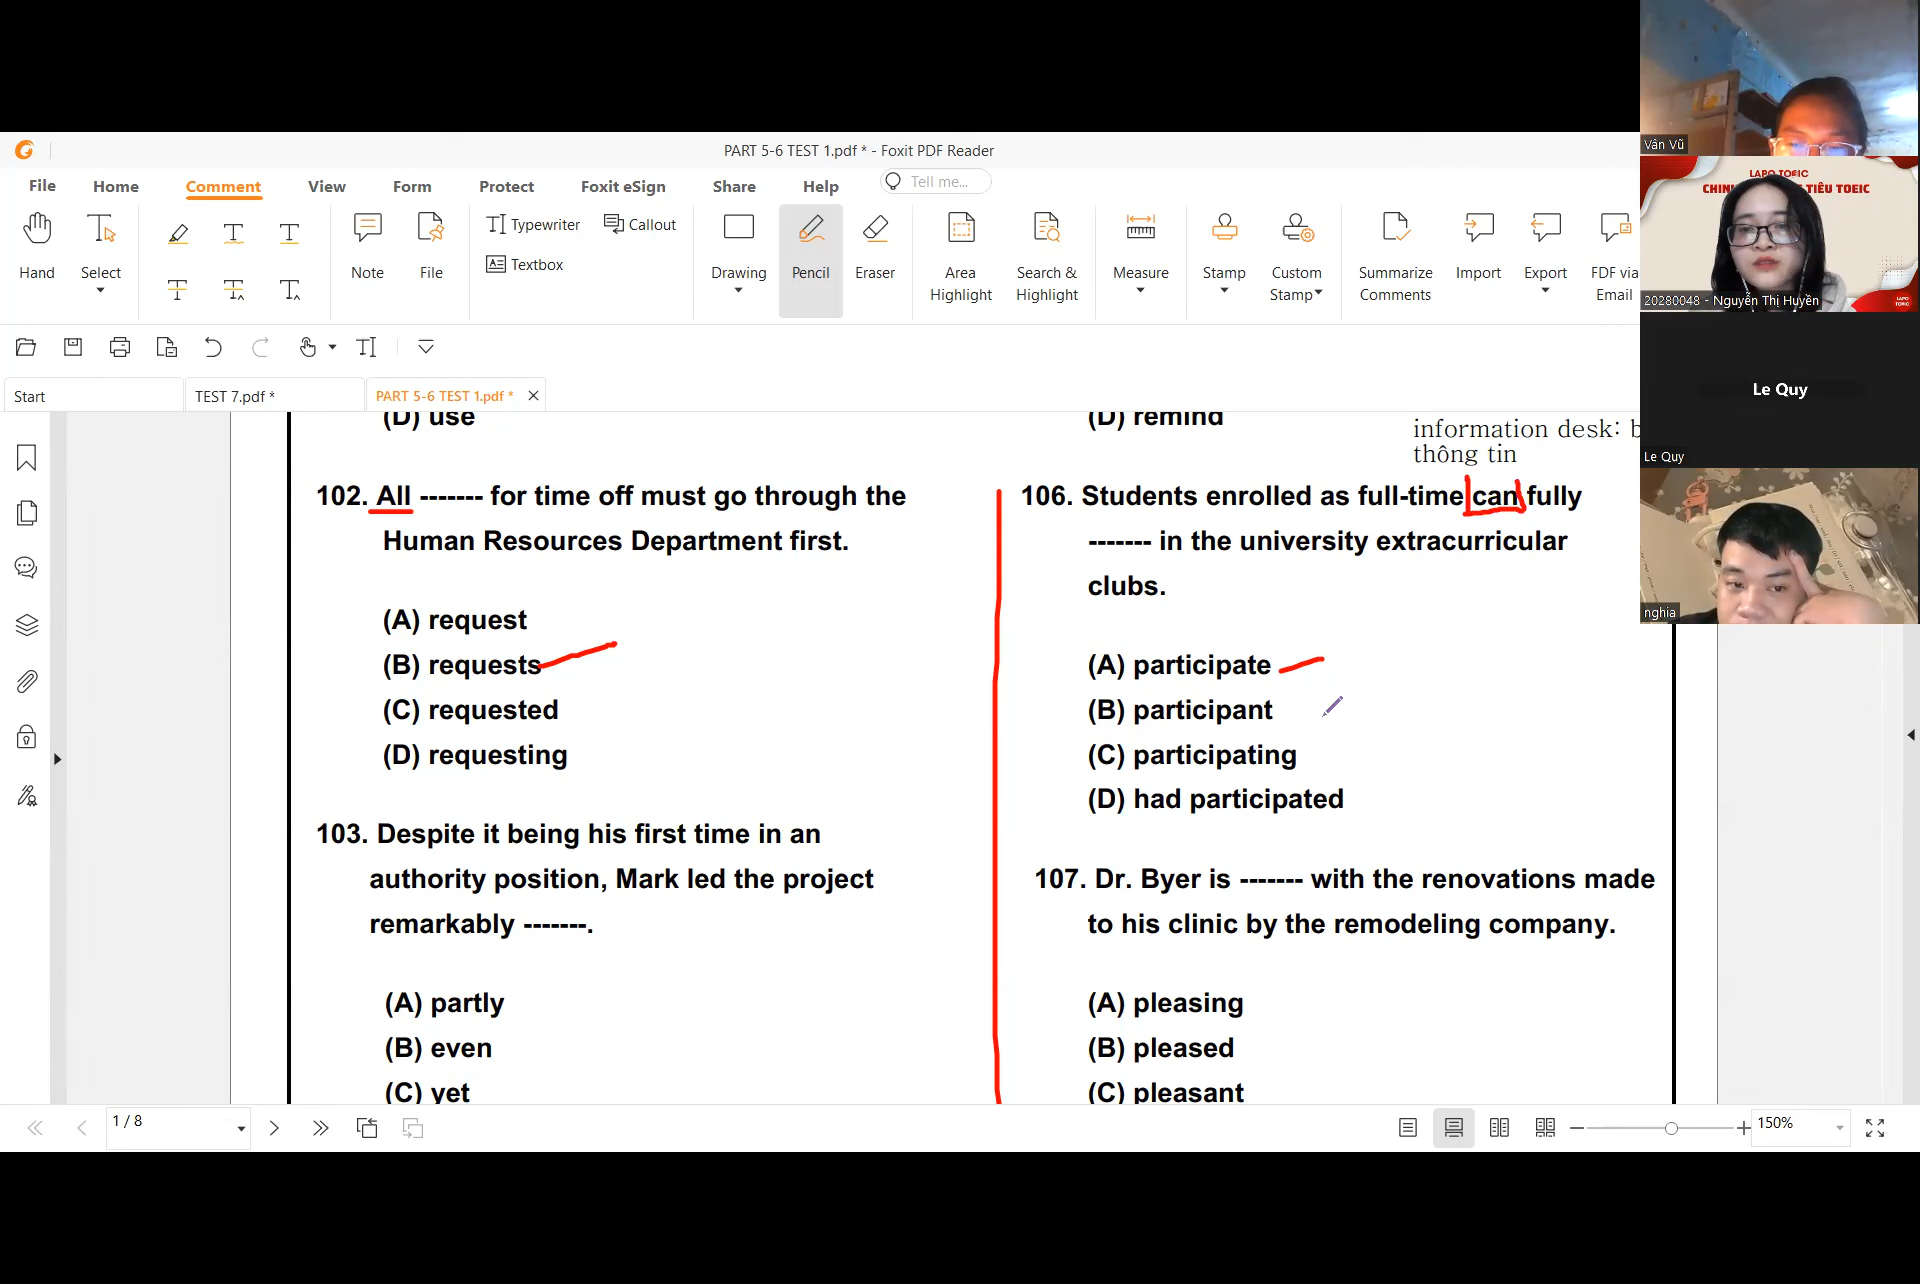 PART 5-6 TEST 1.pdf * - Foxit PDF Reader
File Home Comment View Form Protect Foxit eSign Share Help Tell me...
Hand Select Note File Typewriter Callout Textbox Drawing Pencil Eraser Area Highlight Search & Highlight Measure Stamp Custom Stamp Summarize Comments Import Export FDF via Email
Start TEST 7.pdf * PART 5-6 TEST 1.pdf *
(D) use
102. All ------- for time off must go through the
Human Resources Department first.
(A) request
(B) requests
(C) requested
(D) requesting
103. Despite it being his first time in an
authority position, Mark led the project
remarkably -------.
(A) partly
(B) even
(C) yet
(D) remind
information desk: b
thông tin
106. Students enrolled as full-time can fully
------- in the university extracurricular
clubs.
(A) participate
(B) participant
(C) participating
(D) had participated
107. Dr. Byer is ------- with the renovations made
to his clinic by the remodeling company.
(A) pleasing
(B) pleased
(C) pleasant
1 / 8
150%
Vân Vũ
LAPO TOEIC
TIÊU TOEIC
20280048 - Nguyễn Thị Huyền
Le Quy
Le Quy
nghia